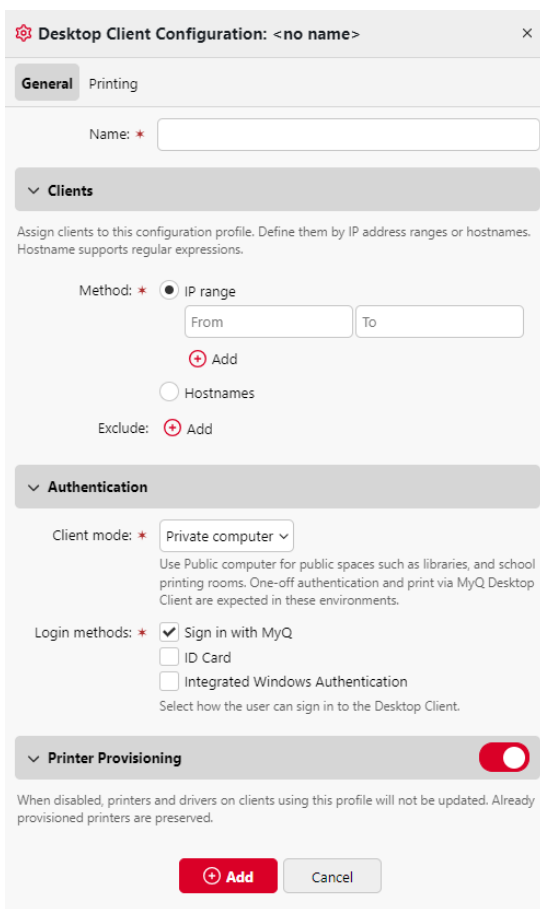 Desktop Client Configuration: <no name>
General Printing
Name: *
Clients
Assign clients to this configuration profile. Define them by IP address ranges or hostnames.
Hostname supports regular expressions.
Method: * IP range
From To
Add
Hostnames
Exclude: Add
Authentication
Client mode: * Private computer
Use Public computer for public spaces such as libraries, and school
printing rooms. One-off authentication and print via MyQ Desktop
Client are expected in these environments.
Login methods: * Sign in with MyQ
ID Card
Integrated Windows Authentication
Select how the user can sign in to the Desktop Client.
Printer Provisioning
When disabled, printers and drivers on clients using this profile will not be updated. Already
provisioned printers are preserved.
Add Cancel